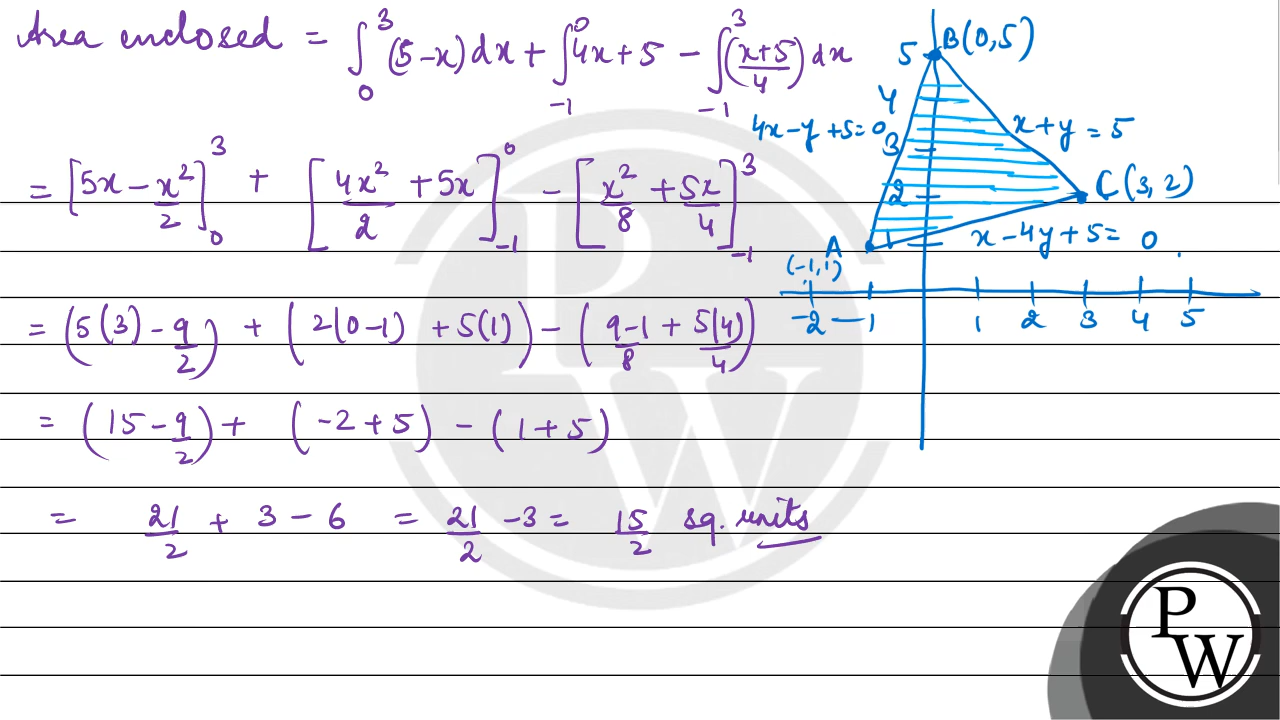 Area enclosed = ∫₀³ (5-x) dx + ∫₋₁⁰ 4x+5 - ∫₋₁³ (x+5/4) dx
= [5x - x²/2]₀³ + [4x²/2 + 5x]₋₁⁰ - [x²/8 + 5x/4]₋₁³
= (5(3) - 9/2) + (2(0-1) + 5(1)) - (9-1/8 + 5(4)/4)
= (15 - 9/2) + (-2+5) - (1+5)
= 21/2 + 3 - 6 = 21/2 - 3 = 15/2 sq. units
5 B(0,5)
4
4x-y+5=0
x+y=5
3
2
C(3,2)
A
(-1,1)
1
x-4y+5=0
-2 -1 1 2 3 4 5
PW
PW